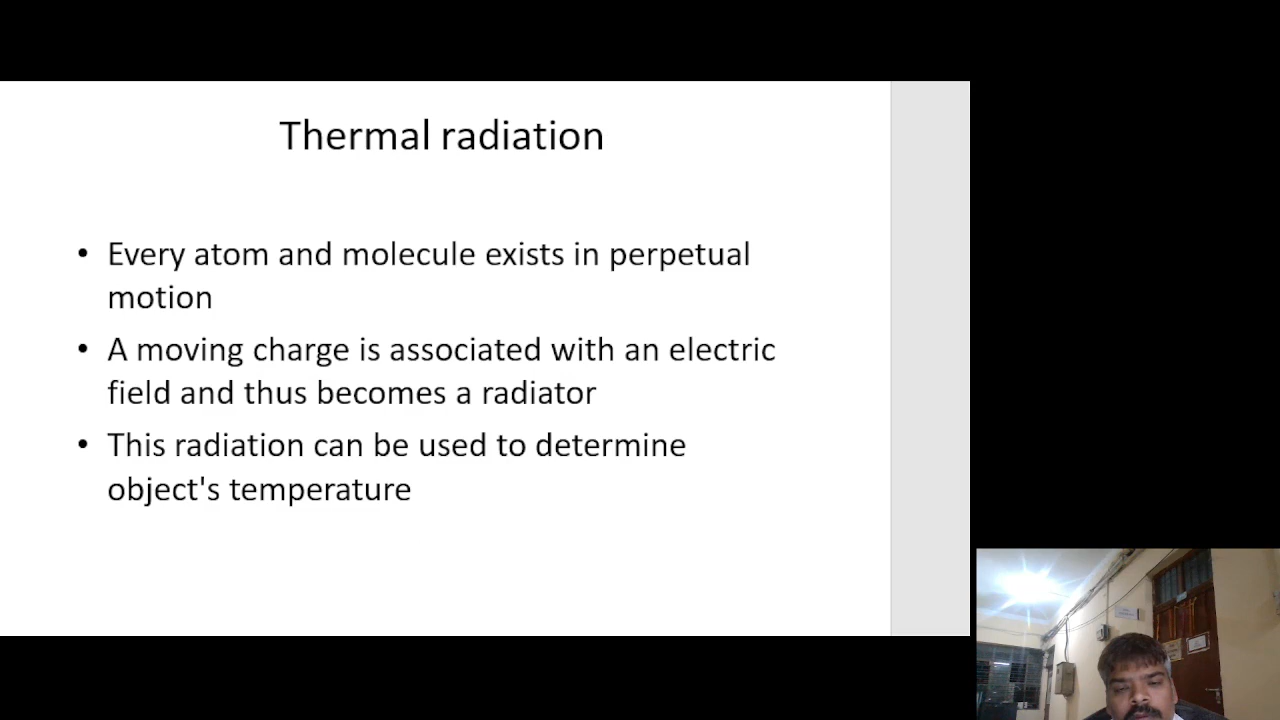 Thermal radiation
• Every atom and molecule exists in perpetual
motion
• A moving charge is associated with an electric
field and thus becomes a radiator
• This radiation can be used to determine
object's temperature